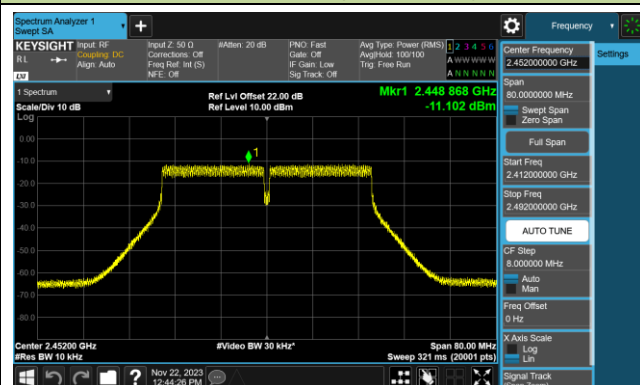 Spectrum Analyzer 1
Swept SA
Frequency
KEYSIGHT
RL
Input: RF
Coupling: DC
Align: Auto
Input Z: 50 Ω
Corrections: Off
Freq Ref: Int (S)
NFE: Off
#Atten: 20 dB
PNO: Fast
Gate: Off
IF Gain: Low
Sig Track: Off
Avg Type: Power (RMS)
Avg|Hold: 100/100
Trig: Free Run
1 2 3 4 5 6
A W W W W W
A N N N N N
LXI
1 Spectrum
Scale/Div 10 dB
Ref Lvl Offset 22.00 dB
Ref Level 10.00 dBm
Mkr1 2.448 868 GHz
-11.102 dBm
Log
1
0.00
-10.0
-20.0
-30.0
-40.0
-50.0
-60.0
-70.0
-80.0
Center 2.45200 GHz
#Res BW 10 kHz
#Video BW 30 kHz*
Span 80.00 MHz
Sweep 321 ms (20001 pts)
Nov 22, 2023
12:44:26 PM
Settings
Center Frequency
2.452000000 GHz
Span
80.0000000 MHz
Swept Span
Zero Span
Full Span
Start Freq
2.412000000 GHz
Stop Freq
2.492000000 GHz
AUTO TUNE
CF Step
8.000000 MHz
Auto
Man
Freq Offset
0 Hz
X Axis Scale
Log
Lin
Signal Track
(Span Zoom)